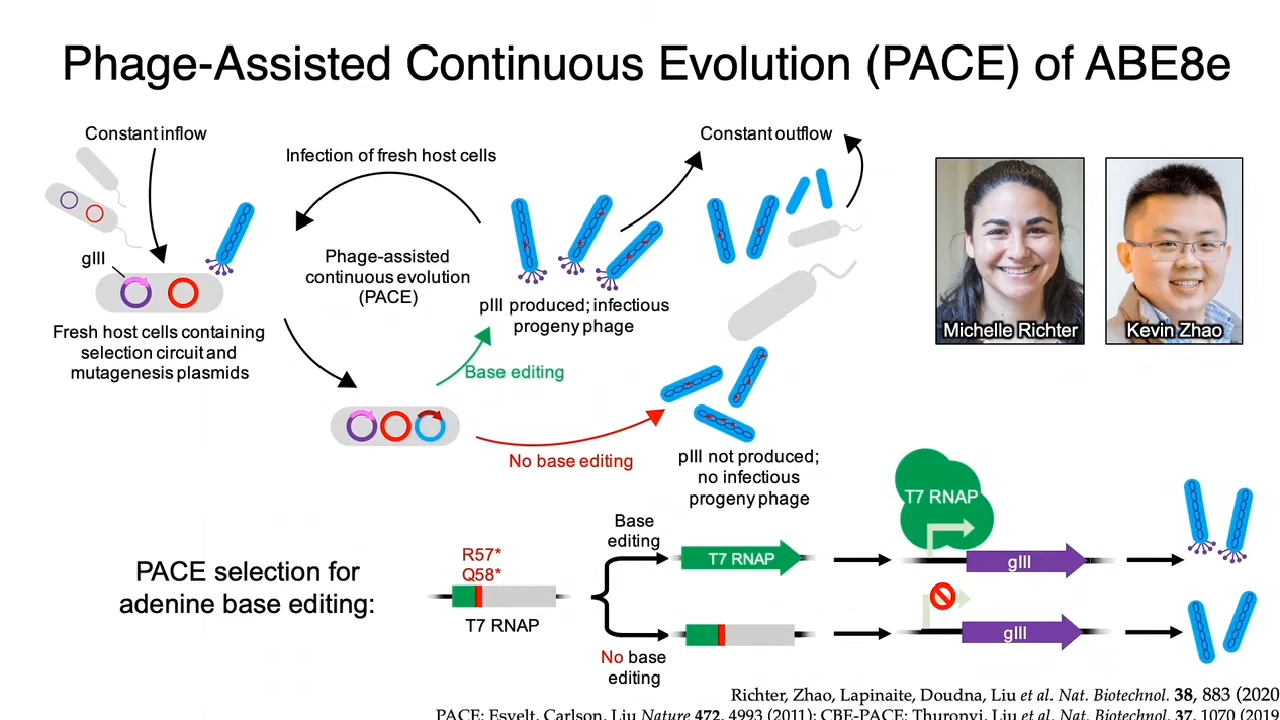 Phage-Assisted Continuous Evolution (PACE) of ABE8e
Constant inflow
Infection of fresh host cells
Constant outflow
gIII
Phage-assisted
continuous evolution
(PACE)
pIII produced; infectious
progeny phage
Michelle Richter
Kevin Zhao
Fresh host cells containing
selection circuit and
mutagenesis plasmids
Base editing
No base editing
pIII not produced;
no infectious
progeny phage
PACE selection for
adenine base editing:
R57*
Q58*
T7 RNAP
Base
editing
T7 RNAP
T7 RNAP
gIII
No base
editing
gIII
Richter, Zhao, Lapinaite, Doudna, Liu et al. Nat. Biotechnol. 38, 883 (2020
PACE: Esvelt, Carlson, Liu Nature 472, 4993 (2011); CBE-PACE: Thuronyi, Liu et al. Nat. Biotechnol. 37, 1070 (2019